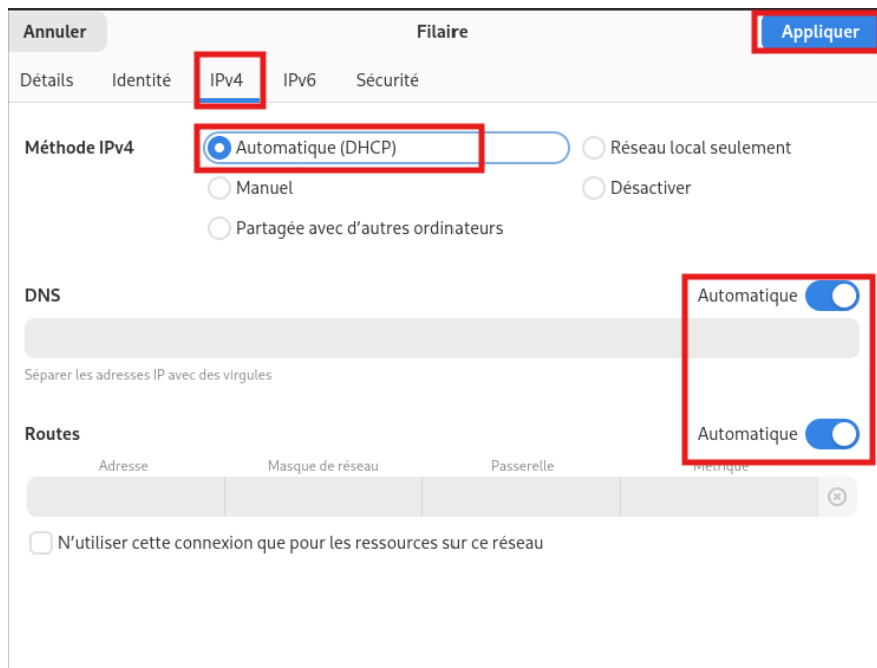 Annuler Filaire Appliquer
Détails Identité IPv4 IPv6 Sécurité
Méthode IPv4 Automatique (DHCP) Réseau local seulement
Manuel Désactiver
Partagée avec d’autres ordinateurs
DNS Automatique
Séparer les adresses IP avec des virgules
Routes Automatique
Adresse Masque de réseau Passerelle Métrique
N’utiliser cette connexion que pour les ressources sur ce réseau